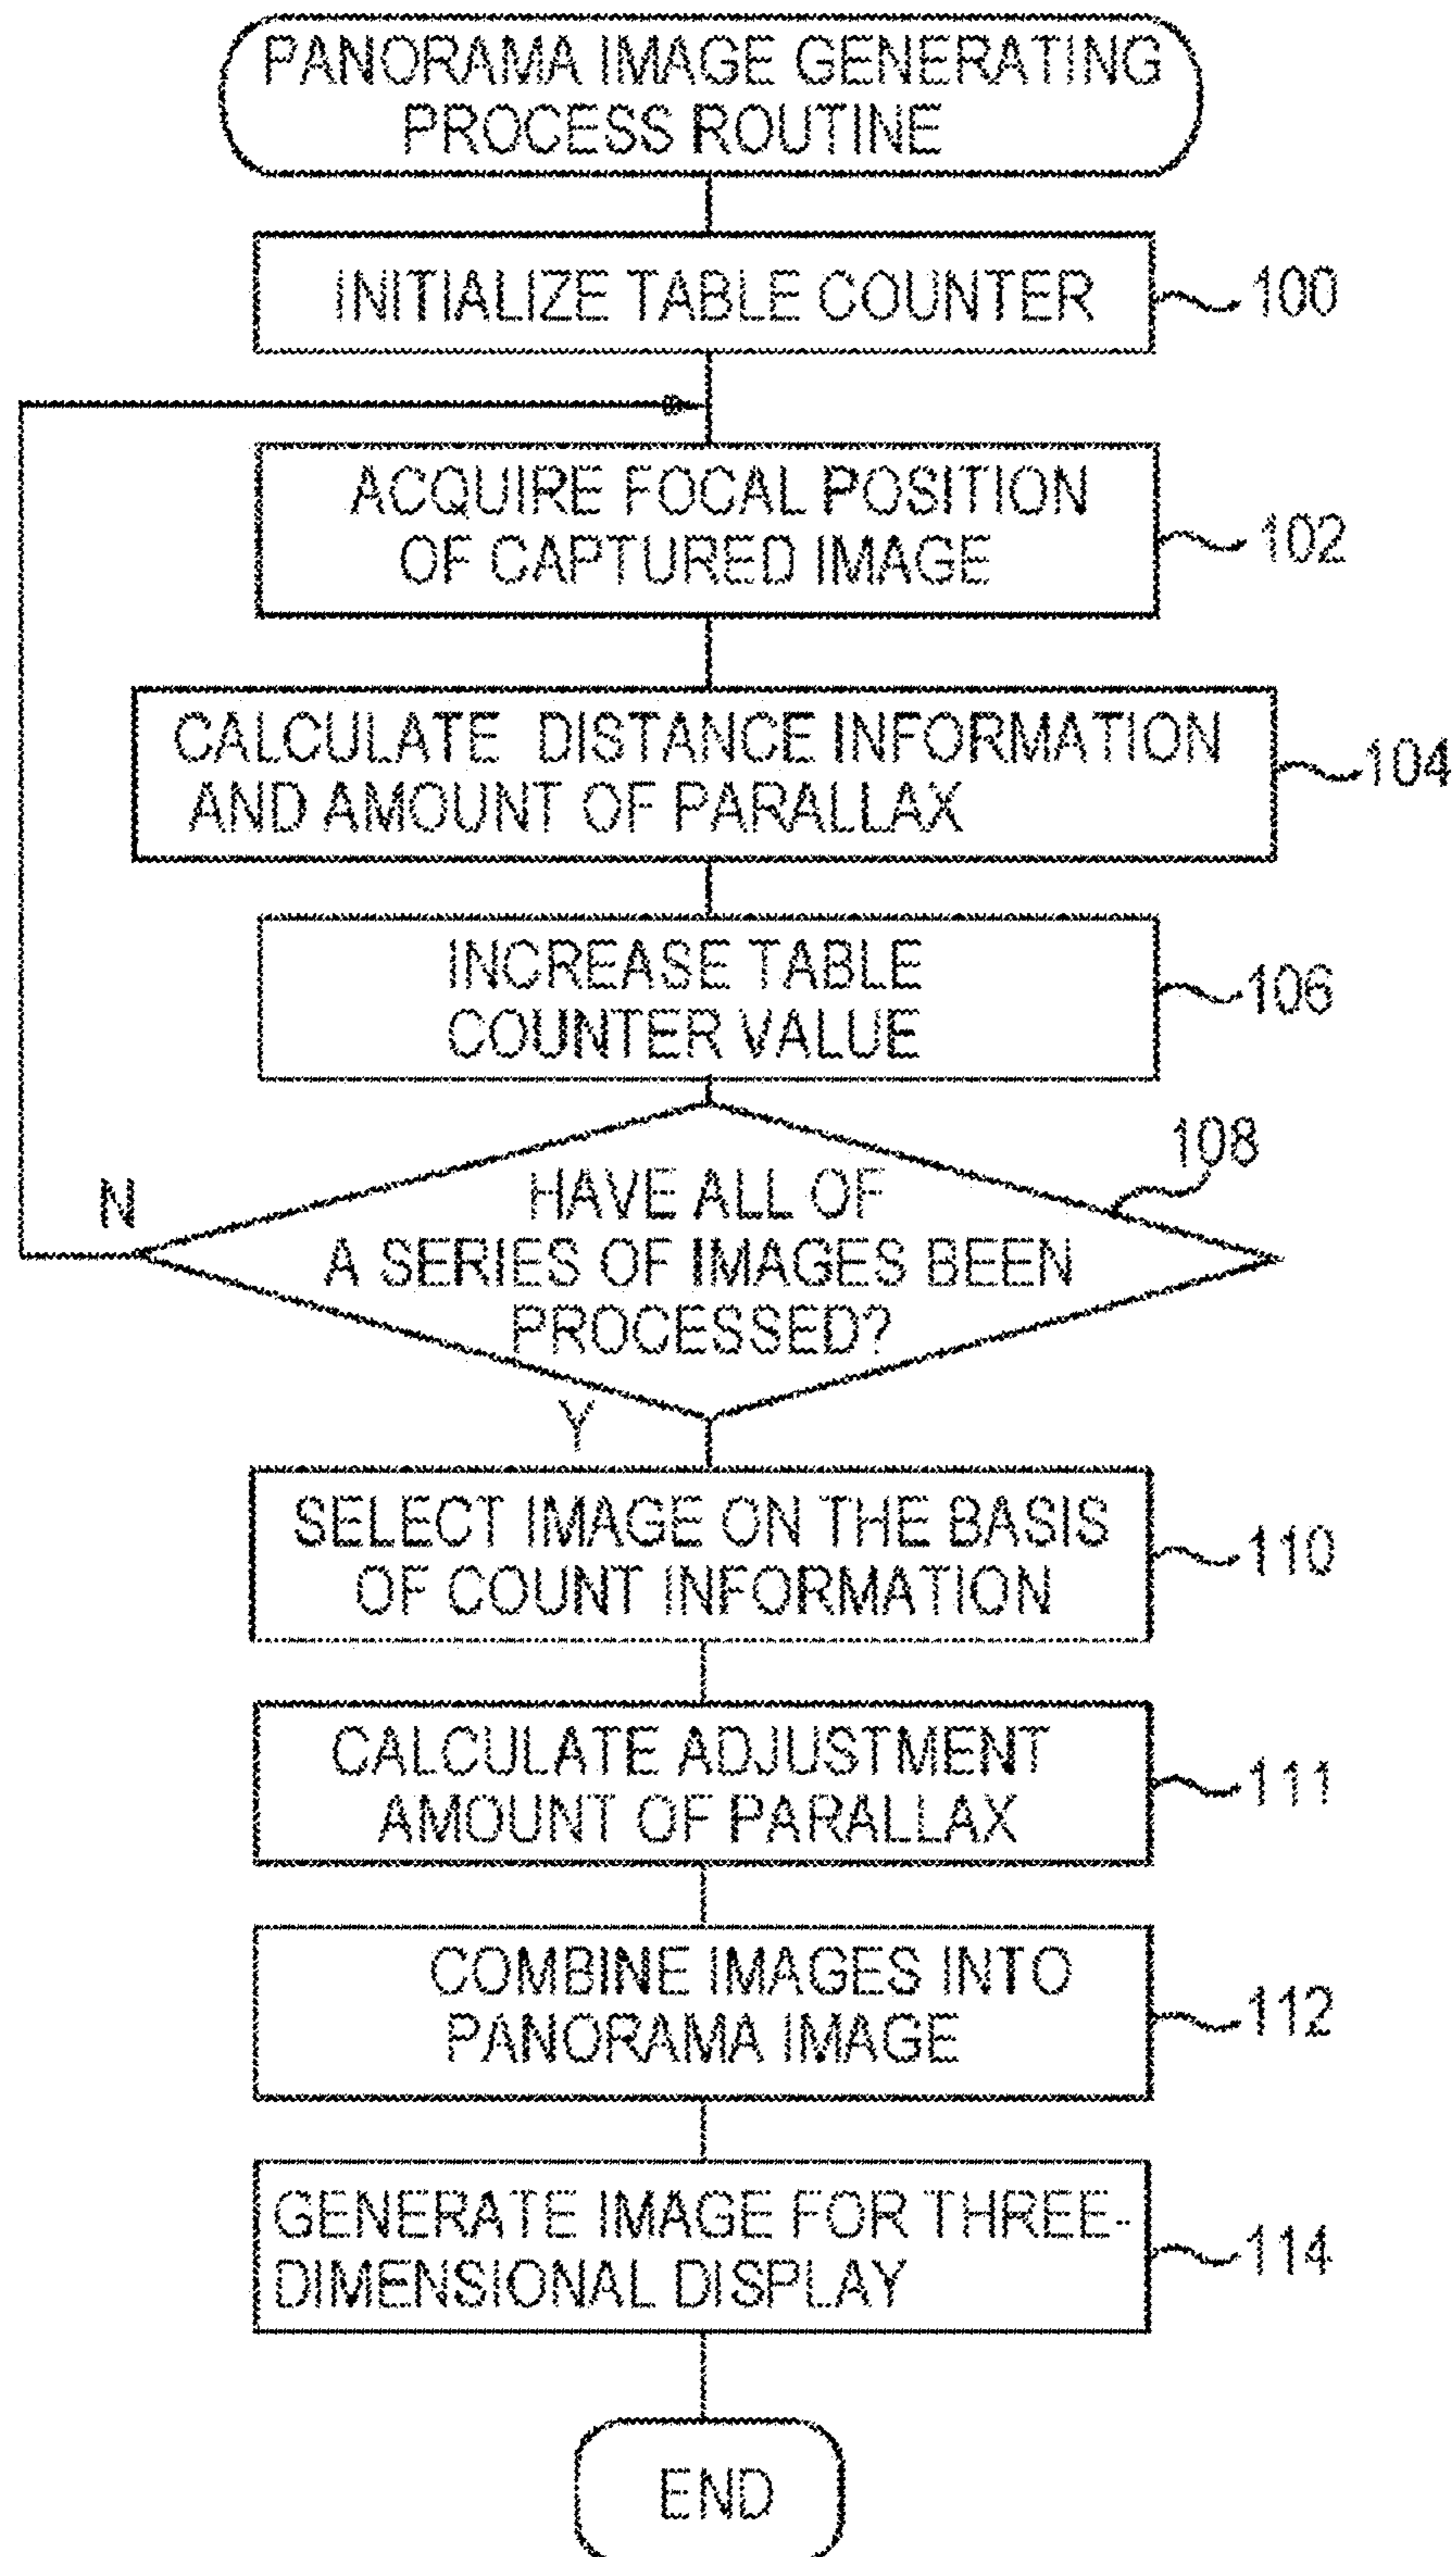 PANORAMA IMAGE GENERATING
PROCESS ROUTINE
INITIALIZE TABLE COUNTER
100
ACQUIRE FOCAL POSITION
OF CAPTURED IMAGE
102
CALCULATE DISTANCE INFORMATION
AND AMOUNT OF PARALLAX
104
INCREASE TABLE
COUNTER VALUE
106
108
HAVE ALL OF
A SERIES OF IMAGES BEEN
PROCESSED?
N
Y
SELECT IMAGE ON THE BASIS
OF COUNT INFORMATION
110
CALCULATE ADJUSTMENT
AMOUNT OF PARALLAX
111
COMBINE IMAGES INTO
PANORAMA IMAGE
112
GENERATE IMAGE FOR THREE-
DIMENSIONAL DISPLAY
114
END